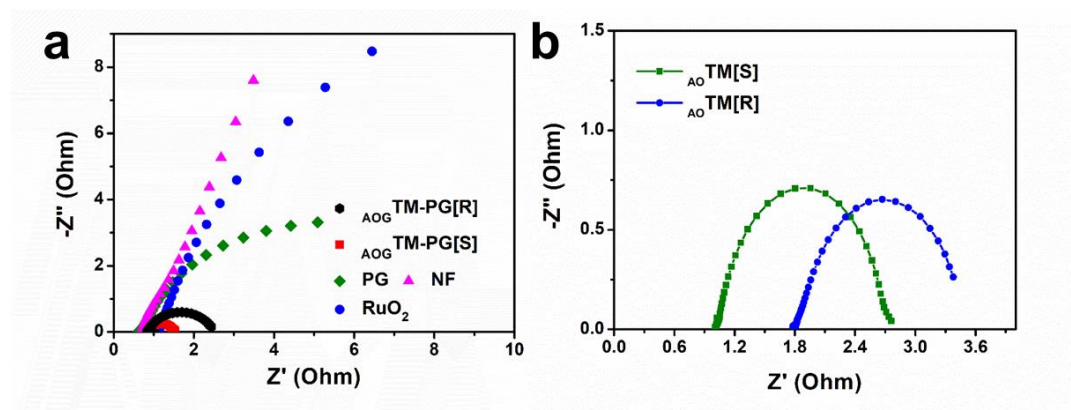 a
-Z" (Ohm)
8
6
4
2
0
0 2 4 6 8 10
Z' (Ohm)
AOGTM-PG[R]
AOGTM-PG[S]
PG NF
RuO2
b
-Z" (Ohm)
1.5
1.0
0.5
0.0
0.0 0.6 1.2 1.8 2.4 3.0 3.6
Z' (Ohm)
AOTM[S]
AOTM[R]